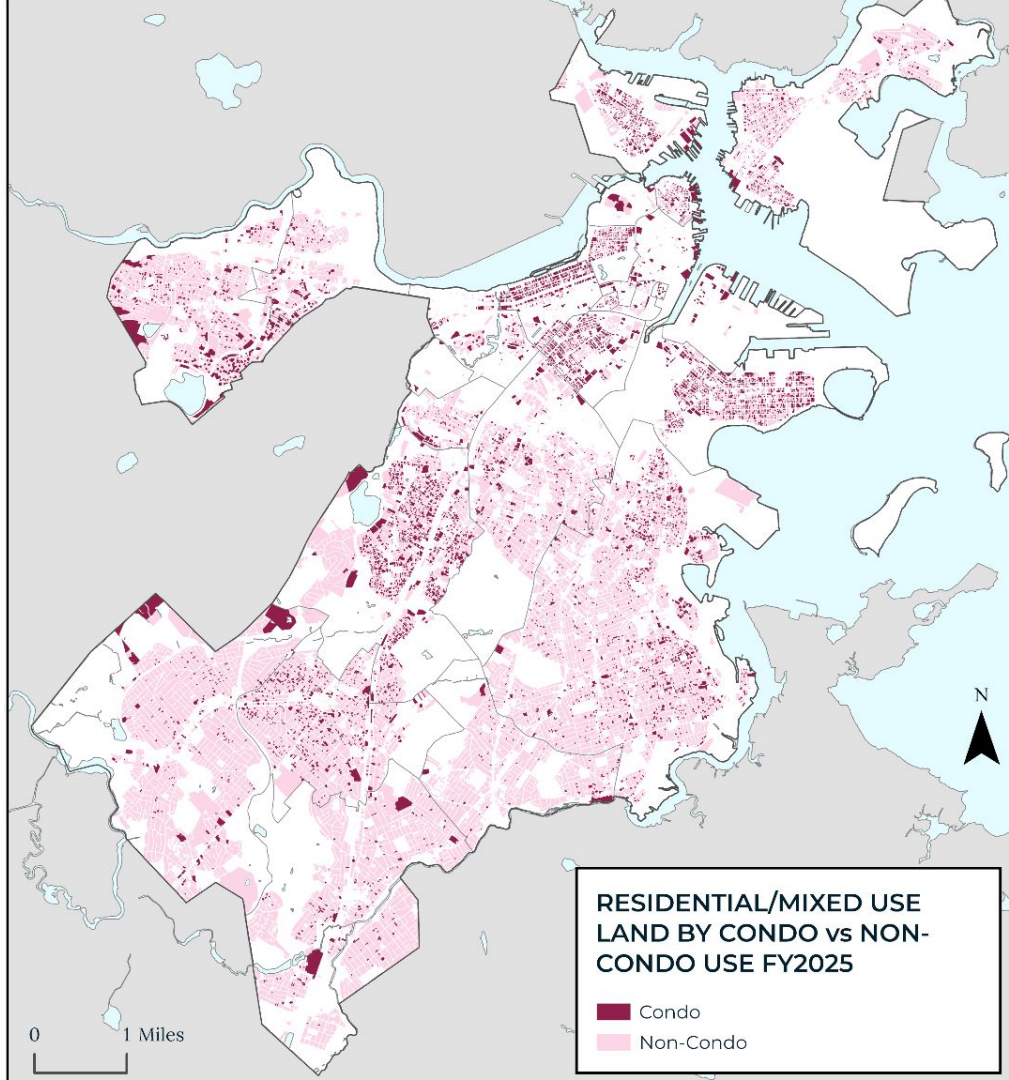 N
RESIDENTIAL/MIXED USE
LAND BY CONDO vs NON-
CONDO USE FY2025
Condo
Non-Condo
0 1 Miles